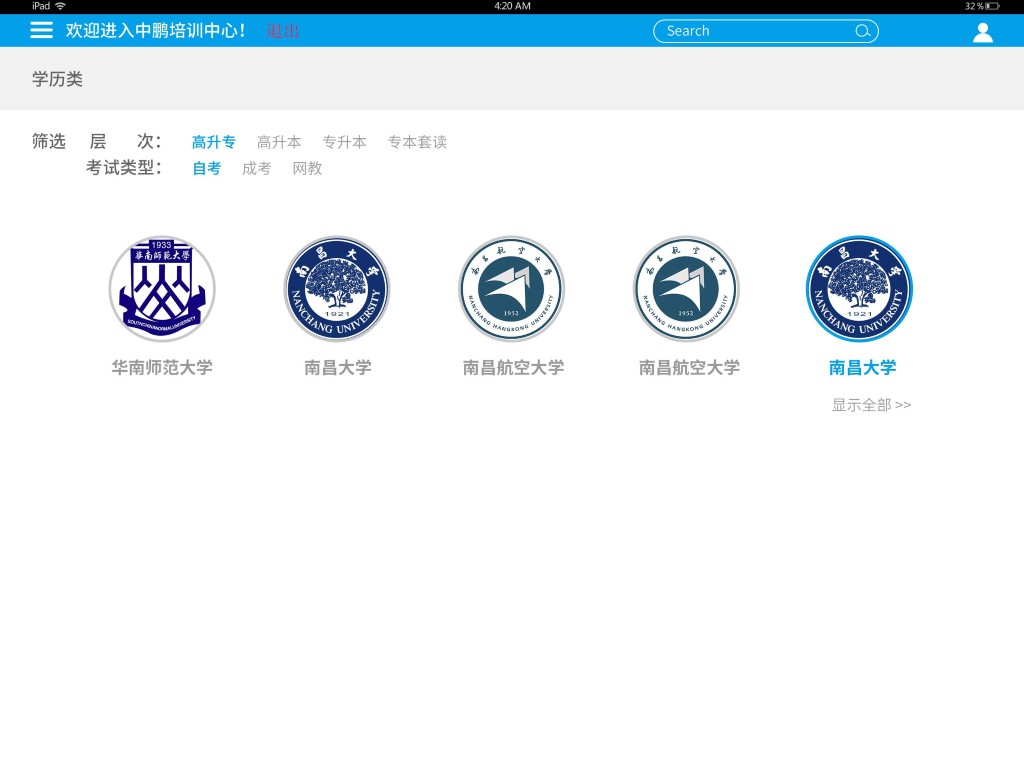 iPad 4:20 AM 32%
欢迎进入中鹏培训中心！ 退出 Search
学历类
筛选 层 次： 高升专 高升本 专升本 专本套读
考试类型： 自考 成考 网教
1933
華南師範大學
SOUTH CHINA NORMAL UNIVERSITY
南昌大学
NANCHANG UNIVERSITY
1921
南昌航空大学
1952
NANCHANG HANGKONG UNIVERSITY
南昌航空大学
1952
NANCHANG HANGKONG UNIVERSITY
南昌大学
NANCHANG UNIVERSITY
1921
华南师范大学 南昌大学 南昌航空大学 南昌航空大学 南昌大学
显示全部 >>